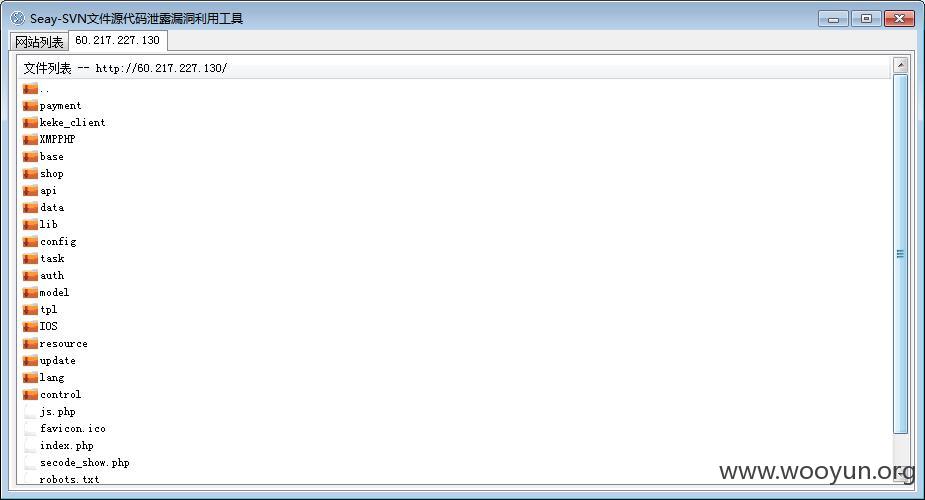 Seay-SVN文件源代码泄露漏洞利用工具
网站列表 60.217.227.130
文件列表 -- http://60.217.227.130/
..
payment
keke_client
XMPPHP
base
shop
api
data
lib
config
task
auth
model
tpl
IOS
resource
update
lang
control
js.php
favicon.ico
index.php
secode_show.php
robots.txt
www.wooyun.org